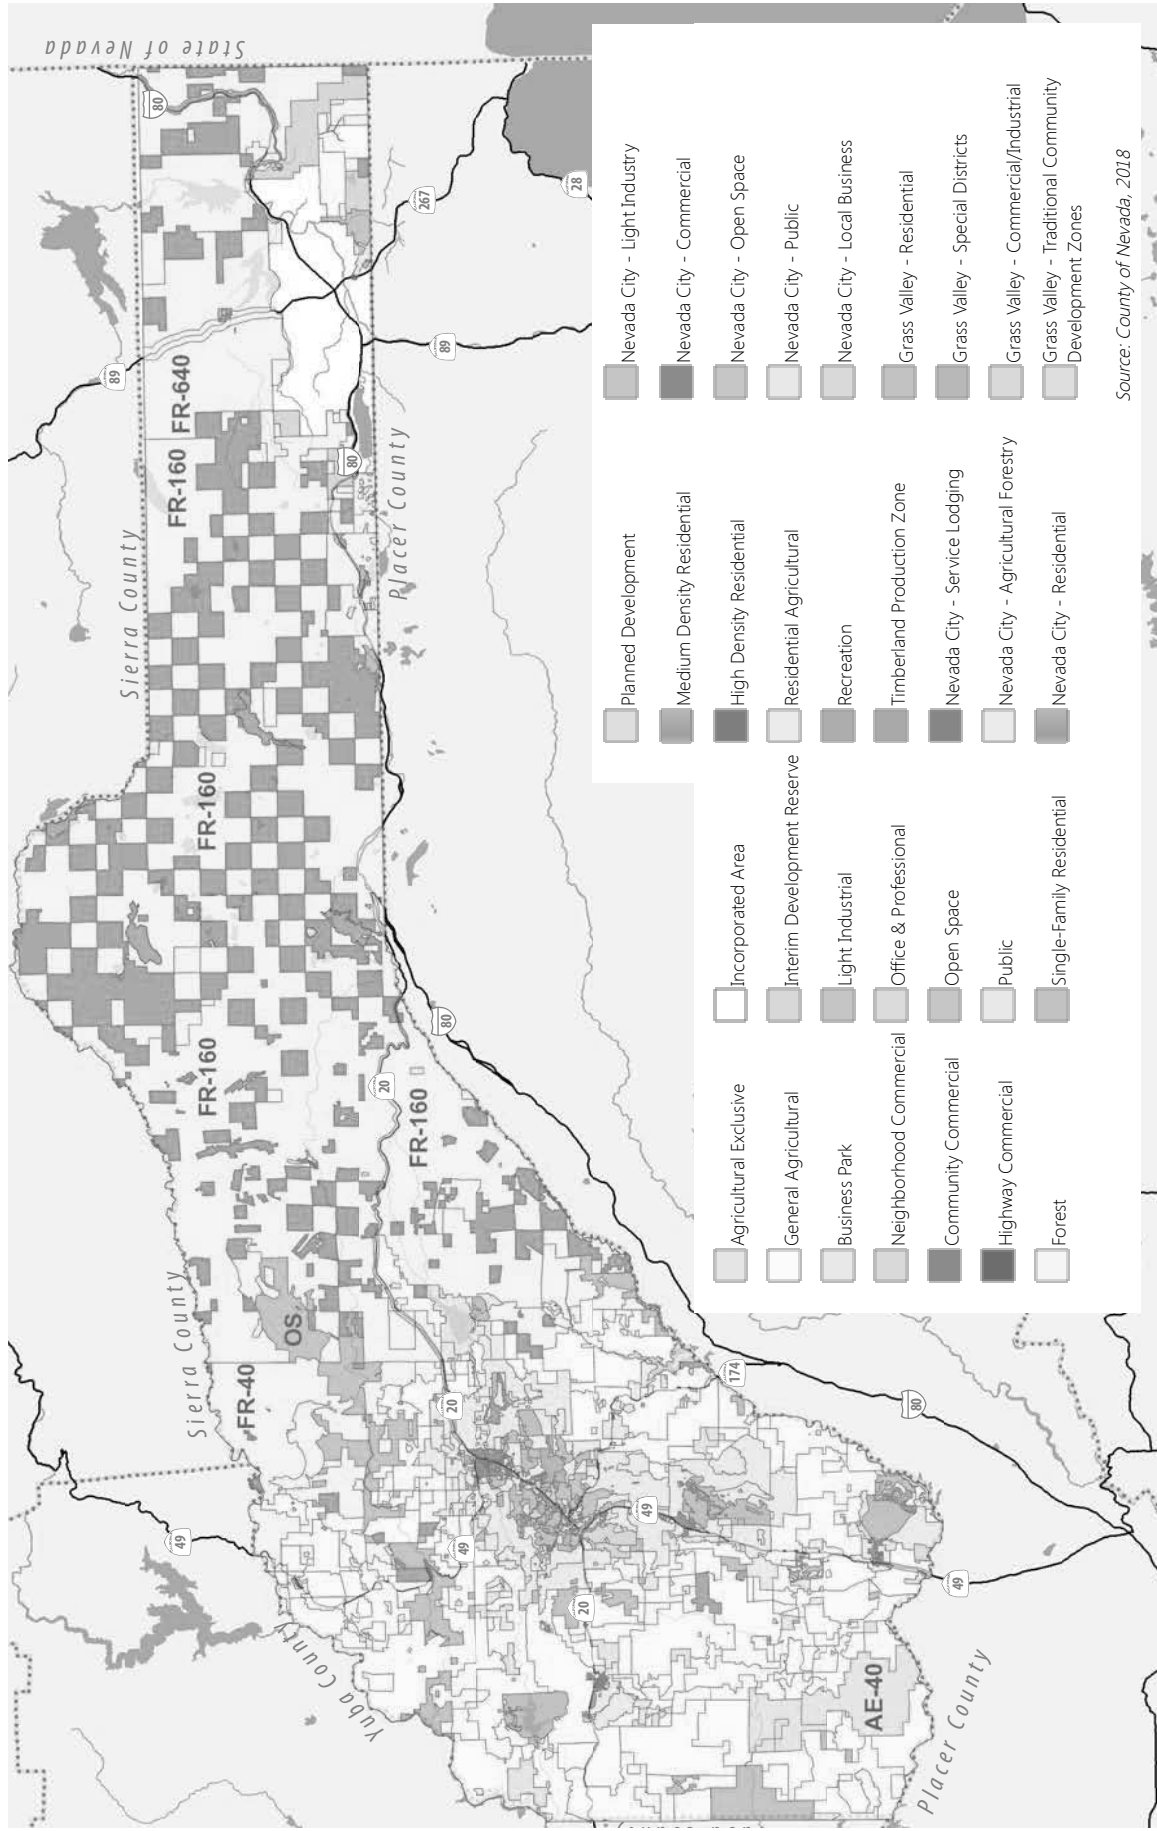 State of Nevada
Sierra County
Sierra County
Yuba County
Placer County
Placer County
FR-640
FR-160
FR-160
FR-160
FR-160
FR-40
OS
AE-40
80
89
267
28
89
80
80
20
20
174
80
49
49
49
20
49
Agricultural Exclusive
General Agricultural
Business Park
Neighborhood Commercial
Community Commercial
Highway Commercial
Forest
Incorporated Area
Interim Development Reserve
Light Industrial
Office & Professional
Open Space
Public
Single-Family Residential
Planned Development
Medium Density Residential
High Density Residential
Residential Agricultural
Recreation
Timberland Production Zone
Nevada City - Service Lodging
Nevada City - Agricultural Forestry
Nevada City - Residential
Nevada City - Light Industry
Nevada City - Commercial
Nevada City - Open Space
Nevada City - Public
Nevada City - Local Business
Grass Valley - Residential
Grass Valley - Special Districts
Grass Valley - Commercial/Industrial
Grass Valley - Traditional Community
Development Zones
Source: County of Nevada, 2018